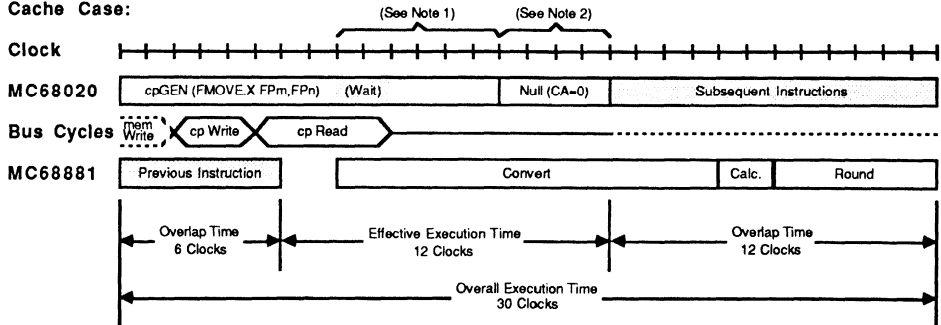 Cache Case:
(See Note 1) (See Note 2)
Clock
MC68020 cpGEN (FMOVE.X FPm,FPn) (Wait) Null (CA=0) Subsequent Instructions
Bus Cycles mem Write cp Write cp Read
MC68881 Previous Instruction Convert Calc. Round
Overlap Time Effective Execution Time Overlap Time
6 Clocks 12 Clocks 12 Clocks
Overall Execution Time
30 Clocks